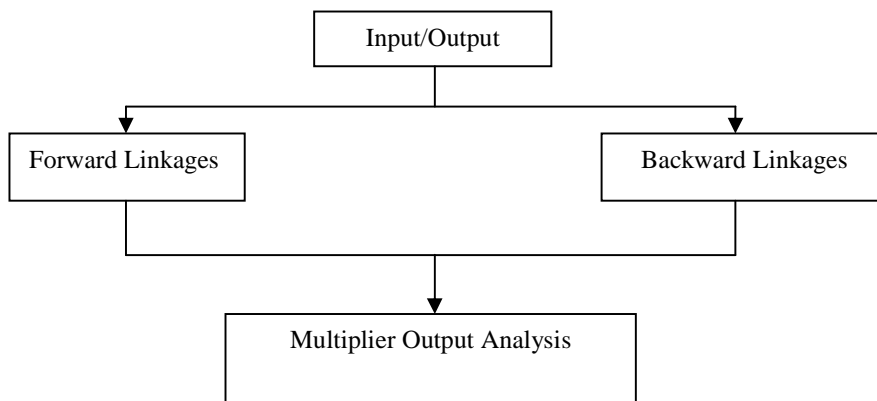 Input/Output
Forward Linkages
Backward Linkages
Multiplier Output Analysis